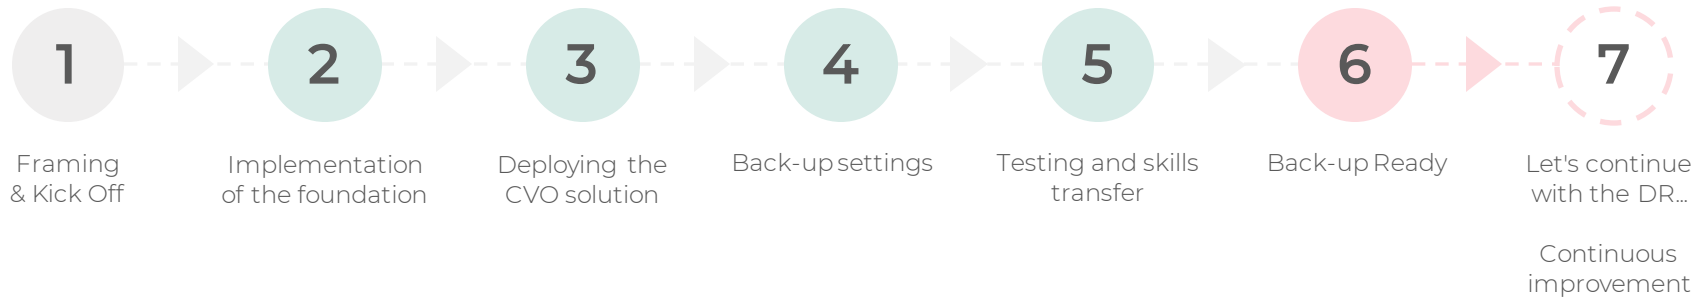 1
2
3
4
5
6
7
Framing
& Kick Off
Implementation
of the foundation
Deploying the
CVO solution
Back-up settings
Testing and skills
transfer
Back-up Ready
Let's continue
with the DR...
Continuous
improvement